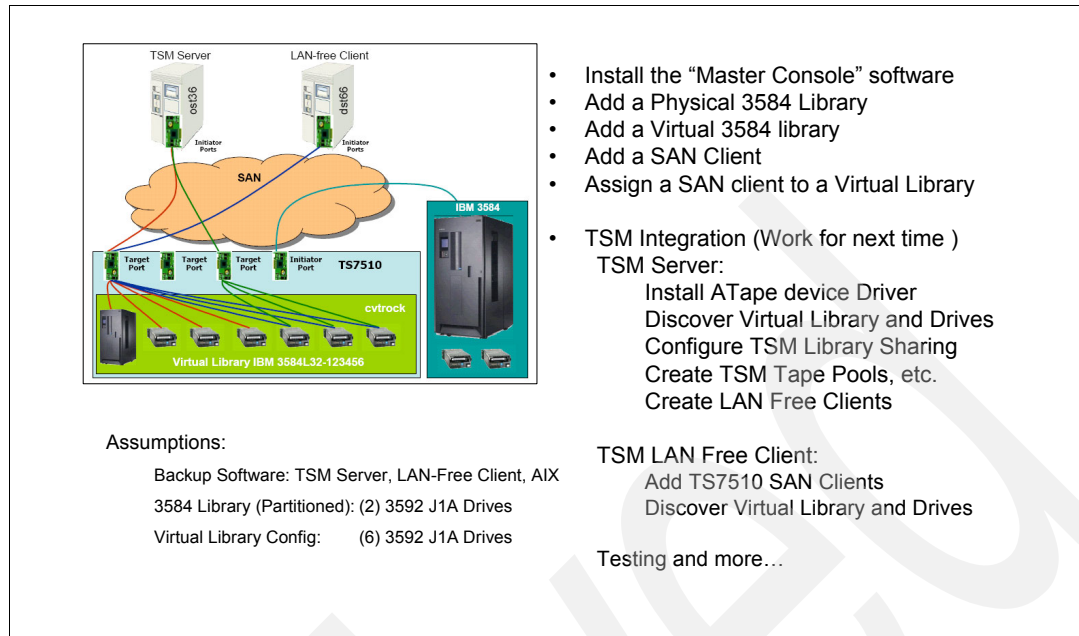 TSM Server
LAN-free Client
ost36
dst66
Initiator
Ports
Initiator
Ports
SAN
IBM 3584
Target
Port
Target
Port
Target
Port
Initiator
Port
TS7510
cvtrock
Virtual Library IBM 3584L32-123456
Assumptions:
Backup Software: TSM Server, LAN-Free Client, AIX
3584 Library (Partitioned): (2) 3592 J1A Drives
Virtual Library Config: (6) 3592 J1A Drives
• Install the “Master Console” software
• Add a Physical 3584 Library
• Add a Virtual 3584 library
• Add a SAN Client
• Assign a SAN client to a Virtual Library
• TSM Integration (Work for next time )
TSM Server:
Install ATape device Driver
Discover Virtual Library and Drives
Configure TSM Library Sharing
Create TSM Tape Pools, etc.
Create LAN Free Clients
TSM LAN Free Client:
Add TS7510 SAN Clients
Discover Virtual Library and Drives
Testing and more…